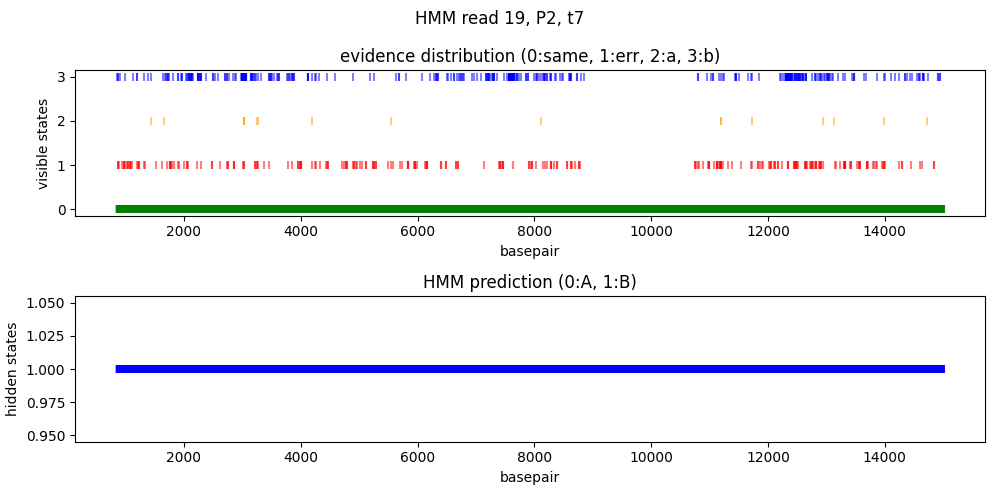 HMM read 19, P2, t7
evidence distribution (0:same, 1:err, 2:a, 3:b)
visible states
3
2
1
0
2000 4000 6000 8000 10000 12000 14000
basepair
HMM prediction (0:A, 1:B)
hidden states
1.050
1.025
1.000
0.975
0.950
2000 4000 6000 8000 10000 12000 14000
basepair